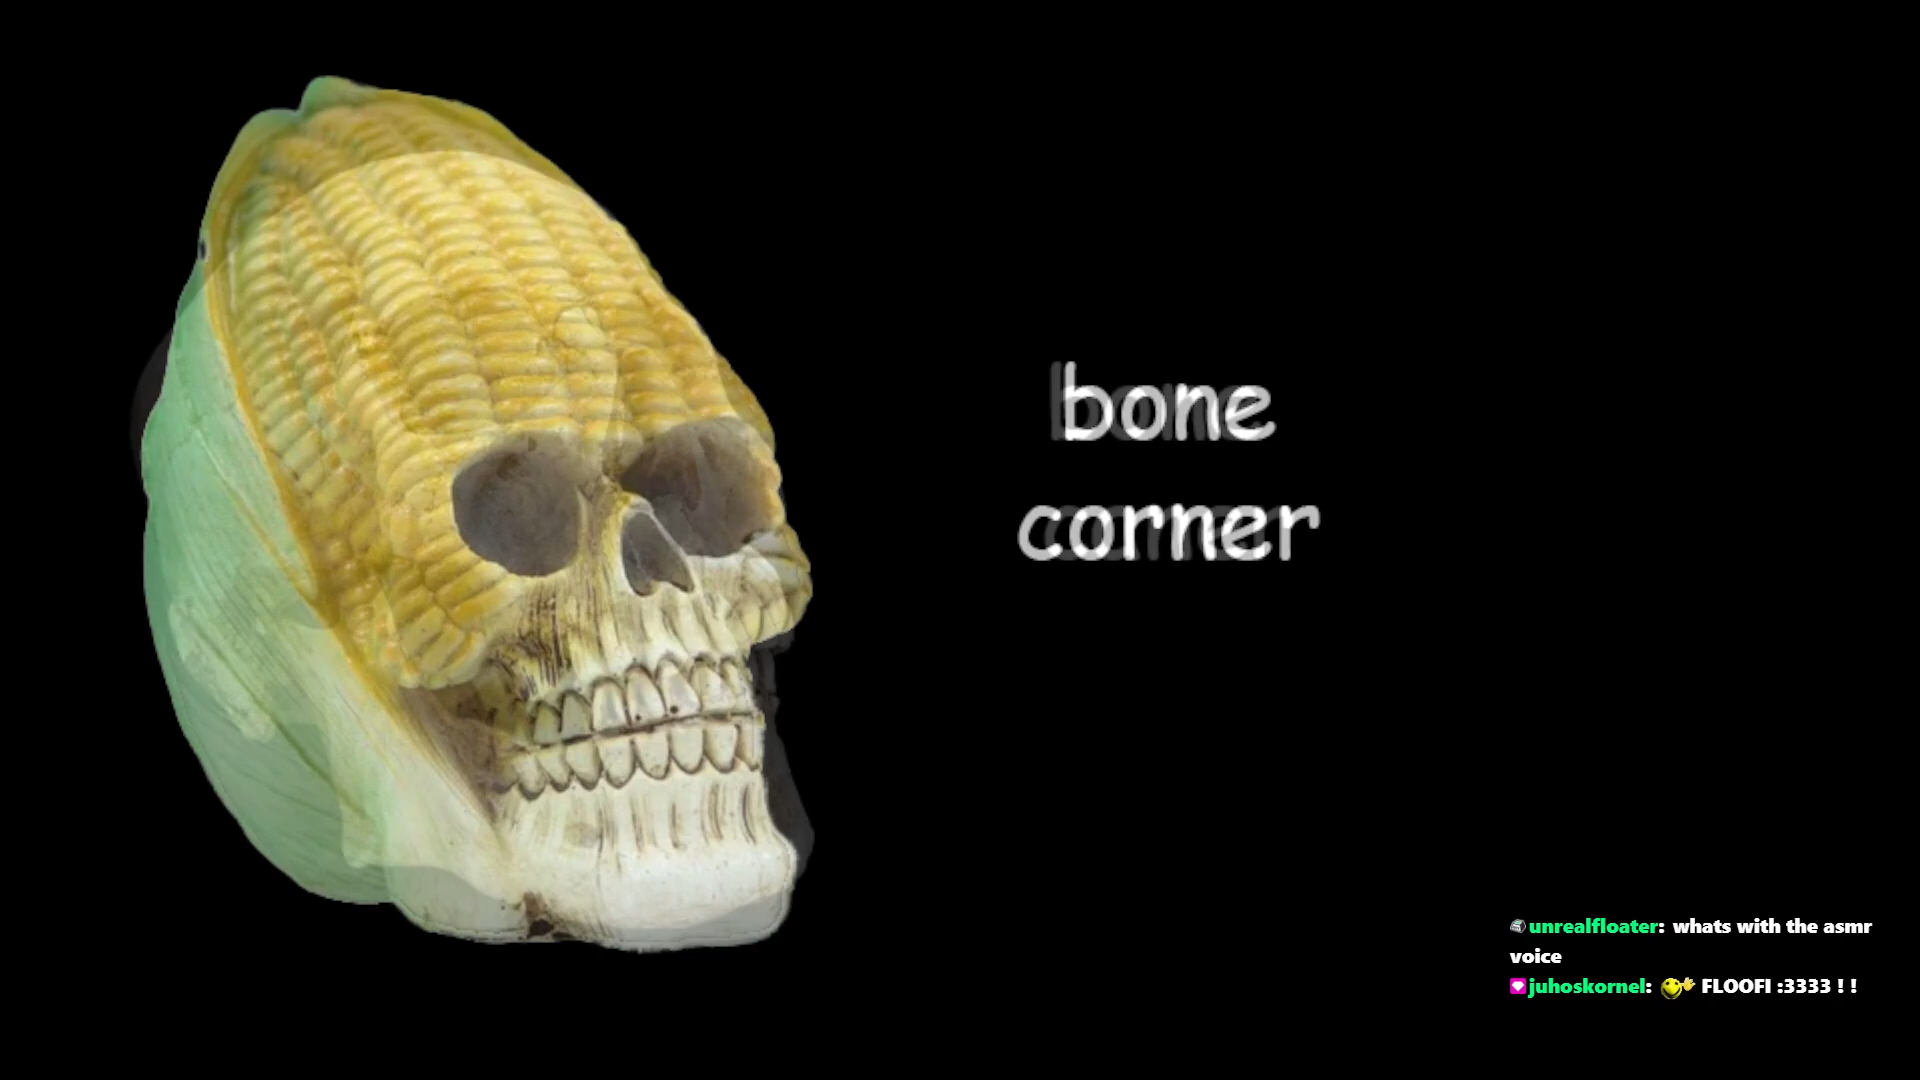 bone
corner
unrealfloater: whats with the asmr
voice
juhoskornel: FLOOFI :3333 ! !